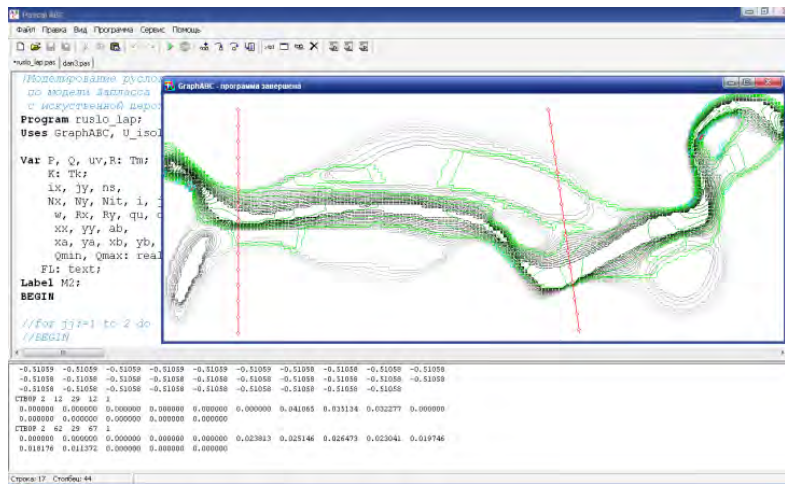 Pascal ABC
Файл Правка Вид Программа Сервис Помощь
•ruslo_lap.pas den3.pas
GraphABC - программа завершена
{Моделирование русло
по модели Лапласа
с искусственной
Program ruslo_lap;
Uses GraphABC, U_isol
Var P, Q, uv,R: Tm;
K: Tk;
ix, jy, ns,
Nx, Ny, Nit, i,
w, Rx, Ry, qu,
xx, yy, ab,
xa, ya, xb, yb,
Qmin, Qmax: real
FL: text;
Label M2;
BEGIN
//for jj:=1 to 2 do
//BEGIN
-0.51059 -0.51058 -0.51058 -0.51058 -0.51058 -0.51058 -0.51058 -0.51058 -0.51058 -0.51058
-0.51058 -0.51058 -0.51058 -0.51058 -0.51058 -0.51058 -0.51058 -0.51058 -0.51058 -0.51058
-0.51058 -0.51058 -0.51058 -0.51058 -0.51058 -0.51058 -0.51058 -0.51058 -0.51058
СТВОР 2 12 29 12 1
0.000000 0.000000 0.000000 0.000000 0.000000 0.000000 0.041065 0.035134 0.032277 0.000000
0.000000 0.000000 0.000000 0.000000 0.000000
СТВОР 2 62 29 67 1
0.000000 0.000000 0.000000 0.000000 0.000000 0.023813 0.025146 0.026473 0.023041 0.019746
0.018176 0.011372 0.000000 0.000000 0.000000
Строка: 17 Столбец: 44